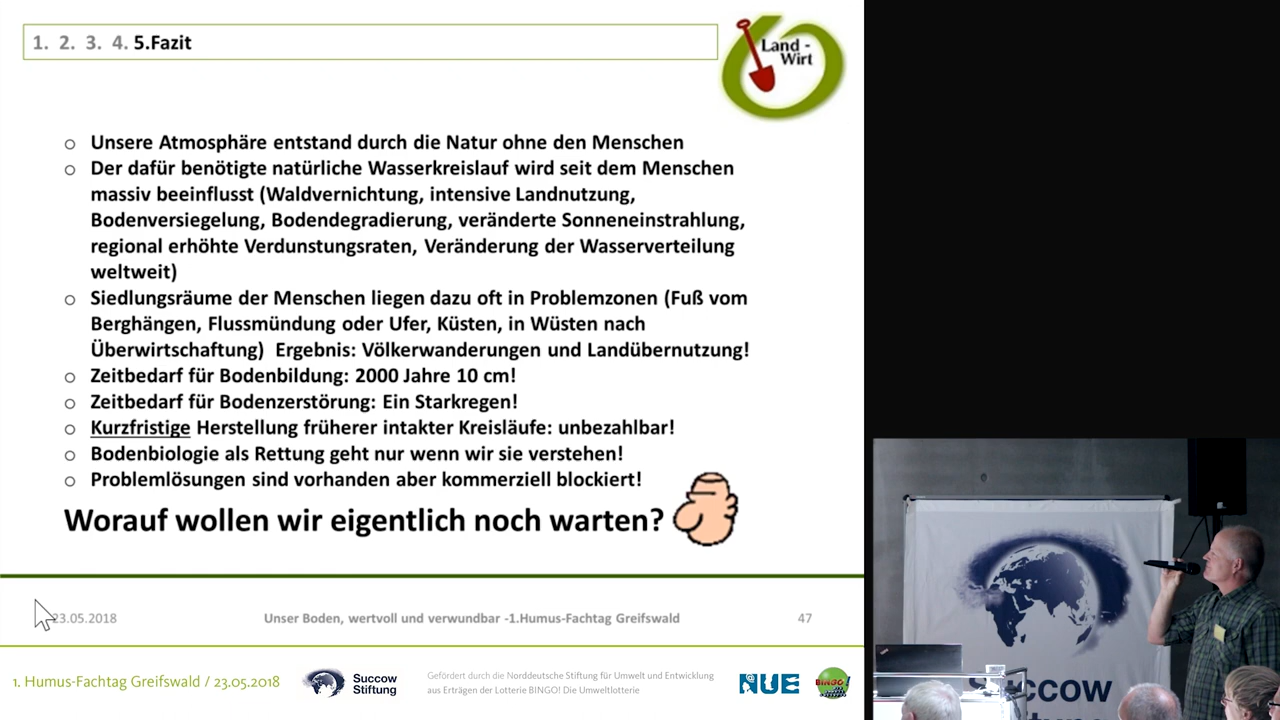 1. 2. 3. 4. 5.Fazit
Land -
Wirt
o Unsere Atmosphäre entstand durch die Natur ohne den Menschen
o Der dafür benötigte natürliche Wasserkreislauf wird seit dem Menschen
massiv beeinflusst (Waldvernichtung, intensive Landnutzung,
Bodenversiegelung, Bodendegradierung, veränderte Sonneneinstrahlung,
regional erhöhte Verdunstungsraten, Veränderung der Wasserverteilung
weltweit)
o Siedlungsräume der Menschen liegen dazu oft in Problemzonen (Fuß vom
Berghängen, Flussmündung oder Ufer, Küsten, in Wüsten nach
Überwirtschaftung) Ergebnis: Völkerwanderungen und Landübernutzung!
o Zeitbedarf für Bodenbildung: 2000 Jahre 10 cm!
o Zeitbedarf für Bodenzerstörung: Ein Starkregen!
o Kurzfristige Herstellung früherer intakter Kreisläufe: unbezahlbar!
o Bodenbiologie als Rettung geht nur wenn wir sie verstehen!
o Problemlösungen sind vorhanden aber kommerziell blockiert!
Worauf wollen wir eigentlich noch warten?
23.05.2018 Unser Boden, wertvoll und verwundbar -1.Humus-Fachtag Greifswald 47
1. Humus-Fachtag Greifswald / 23.05.2018
Succow
Stiftung
Gefördert durch die Norddeutsche Stiftung für Umwelt und Entwicklung
aus Erträgen der Lotterie BINGO! Die Umweltlotterie
NUE
BINGO!